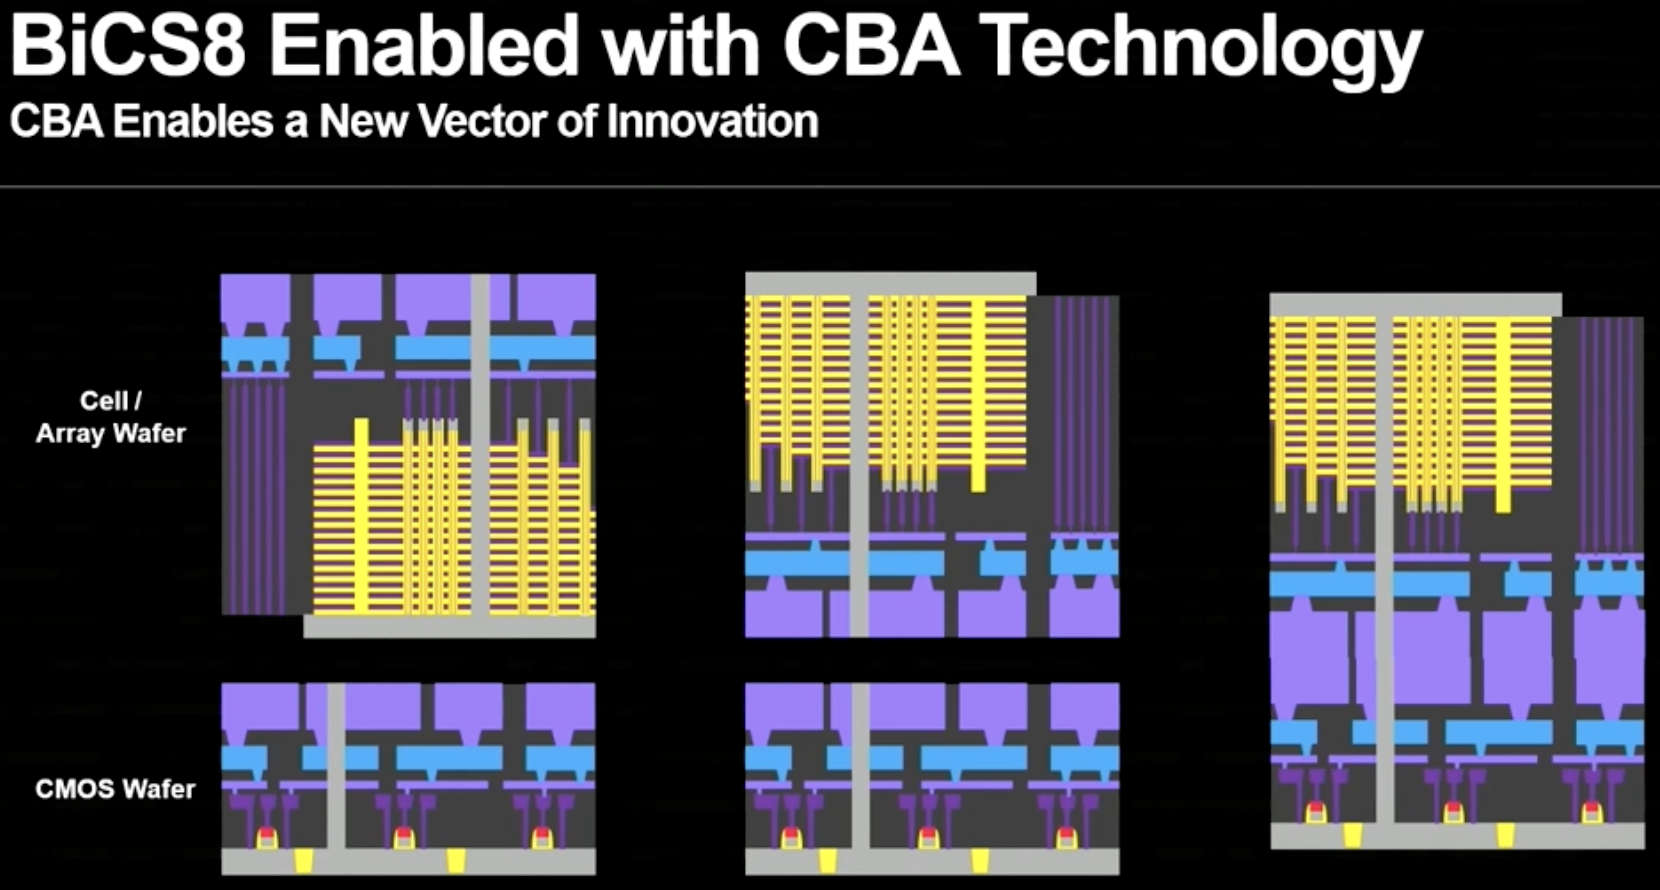 BiCS8 Enabled with CBA Technology
CBA Enables a New Vector of Innovation
Cell /
Array Wafer
CMOS Wafer